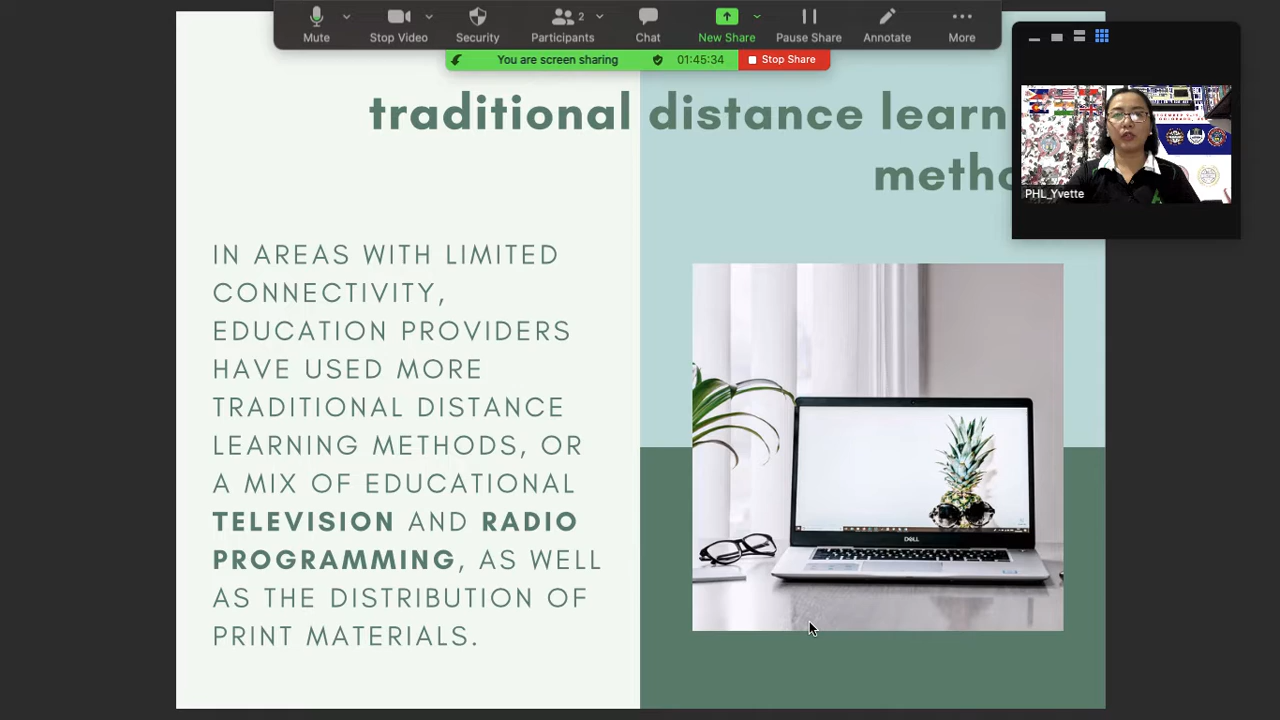 Mute
Stop Video
Security
2
Participants
Chat
New Share
Pause Share
Annotate
More
You are screen sharing
01:45:34
Stop Share
traditional distance learn
metho
PHL_Yvette
IN AREAS WITH LIMITED
CONNECTIVITY,
EDUCATION PROVIDERS
HAVE USED MORE
TRADITIONAL DISTANCE
LEARNING METHODS, OR
A MIX OF EDUCATIONAL
TELEVISION AND RADIO
PROGRAMMING, AS WELL
AS THE DISTRIBUTION OF
PRINT MATERIALS.
DELL